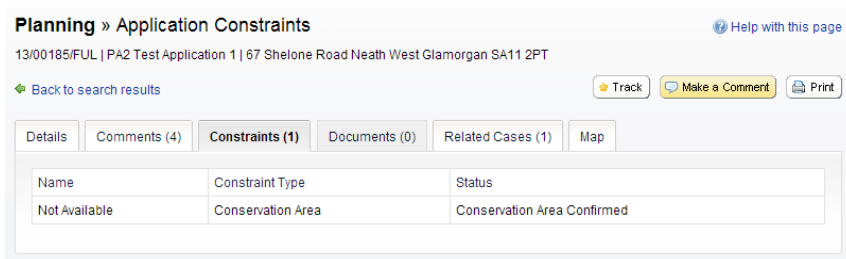 Planning » Application Constraints
Help with this page
13/00185/FUL | PA2 Test Application 1 | 67 Shelone Road Neath West Glamorgan SA11 2PT
Back to search results
Track
Make a Comment
Print
Details Comments (4) Constraints (1) Documents (0) Related Cases (1) Map
Name Constraint Type Status
Not Available Conservation Area Conservation Area Confirmed